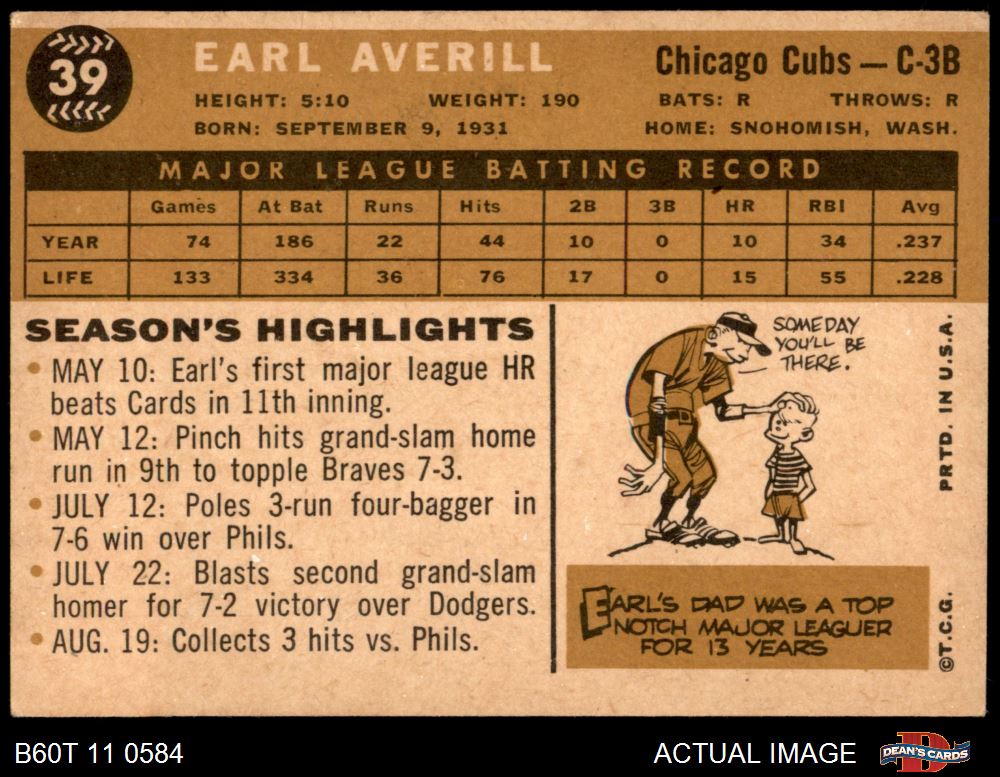 39
EARL AVERILL
Chicago Cubs — C-3B
HEIGHT: 5:10 WEIGHT: 190 BATS: R THROWS: R
BORN: SEPTEMBER 9, 1931 HOME: SNOHOMISH, WASH.
MAJOR LEAGUE BATTING RECORD
Games At Bat Runs Hits 2B 3B HR RBI Avg
YEAR 74 186 22 44 10 0 10 34 .237
LIFE 133 334 36 76 17 0 15 55 .228
SEASON'S HIGHLIGHTS
• MAY 10: Earl's first major league HR
beats Cards in 11th inning.
• MAY 12: Pinch hits grand-slam home
run in 9th to topple Braves 7-3.
• JULY 12: Poles 3-run four-bagger in
7-6 win over Phils.
• JULY 22: Blasts second grand-slam
homer for 7-2 victory over Dodgers.
• AUG. 19: Collects 3 hits vs. Phils.
SOMEDAY
YOU'LL BE
THERE.
EARL'S DAD WAS A TOP
NOTCH MAJOR LEAGUER
FOR 13 YEARS
©T.C.G. PRTD. IN U.S.A.
B60T 11 0584 ACTUAL IMAGE DEAN'S CARDS